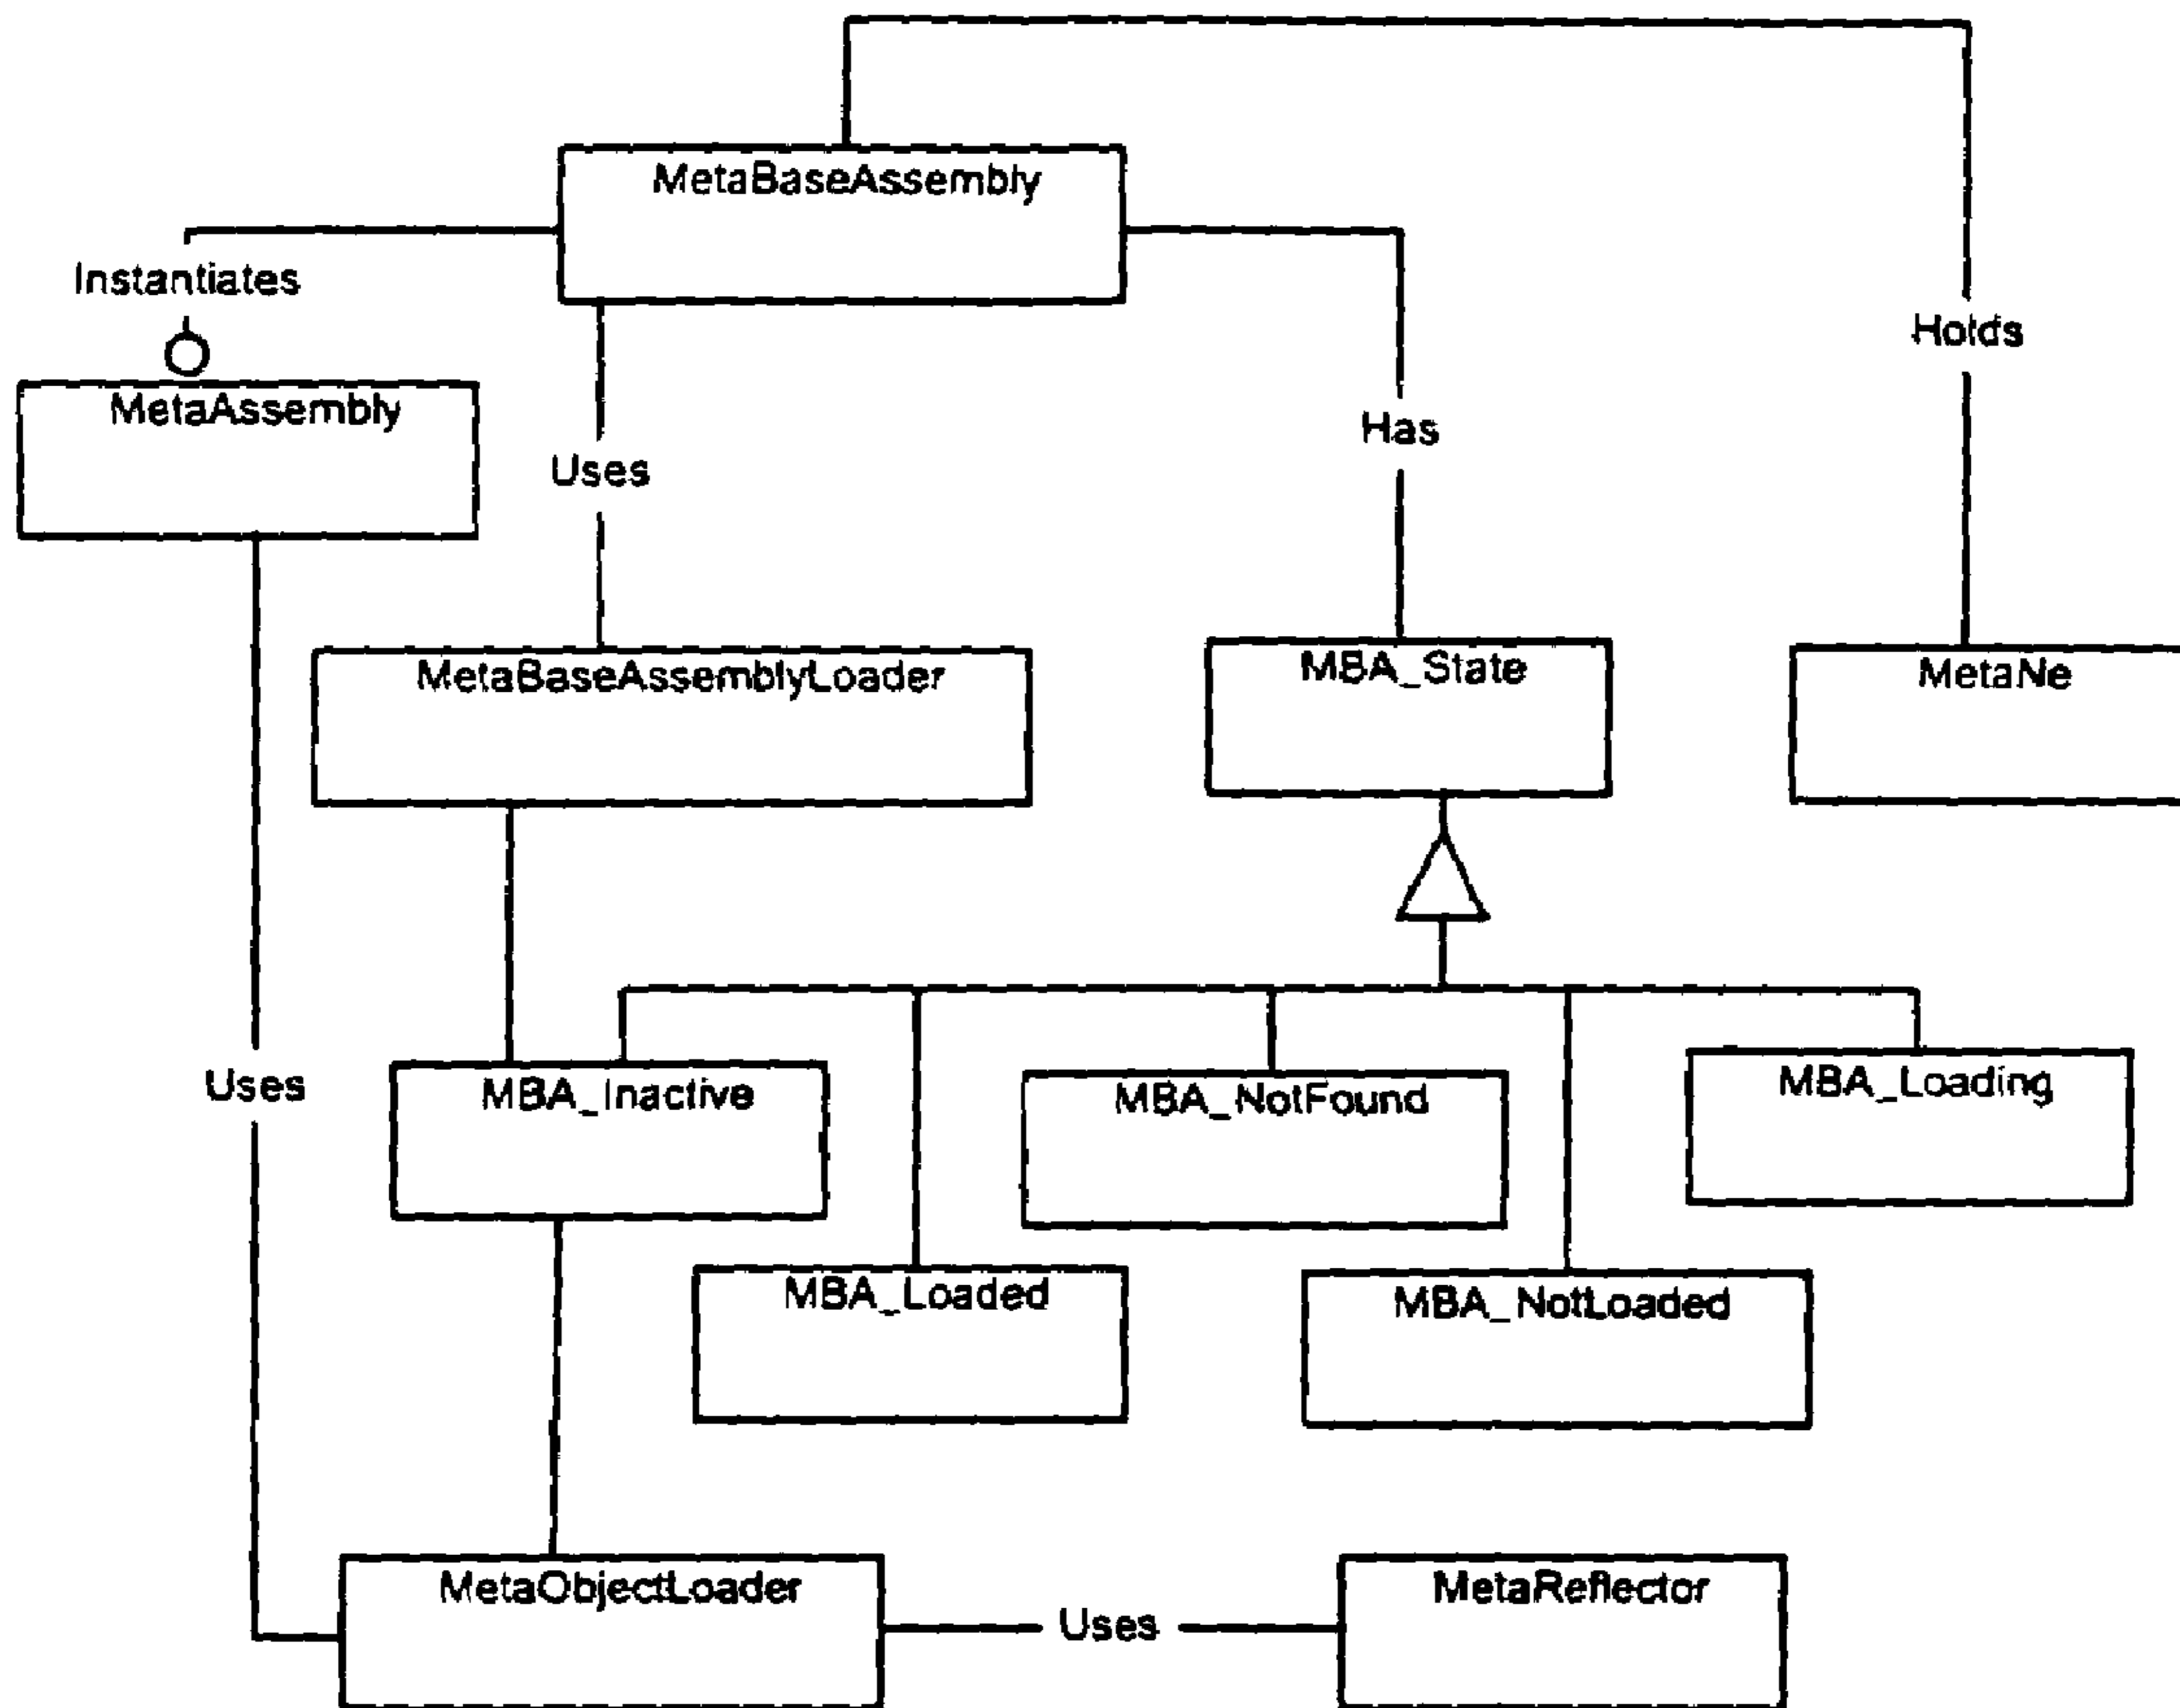 MetaBaseAssembly
Instantiates
Holds
MetaAssembly
Has
Uses
MetaBaseAssemblyLoader
MBA_State
MetaNe
Uses
MBA_Inactive
MBA_NotFound
MBA_Loading
MBA_Loaded
MBA_NotLoaded
MetaObjectLoader
Uses
MetaReflector